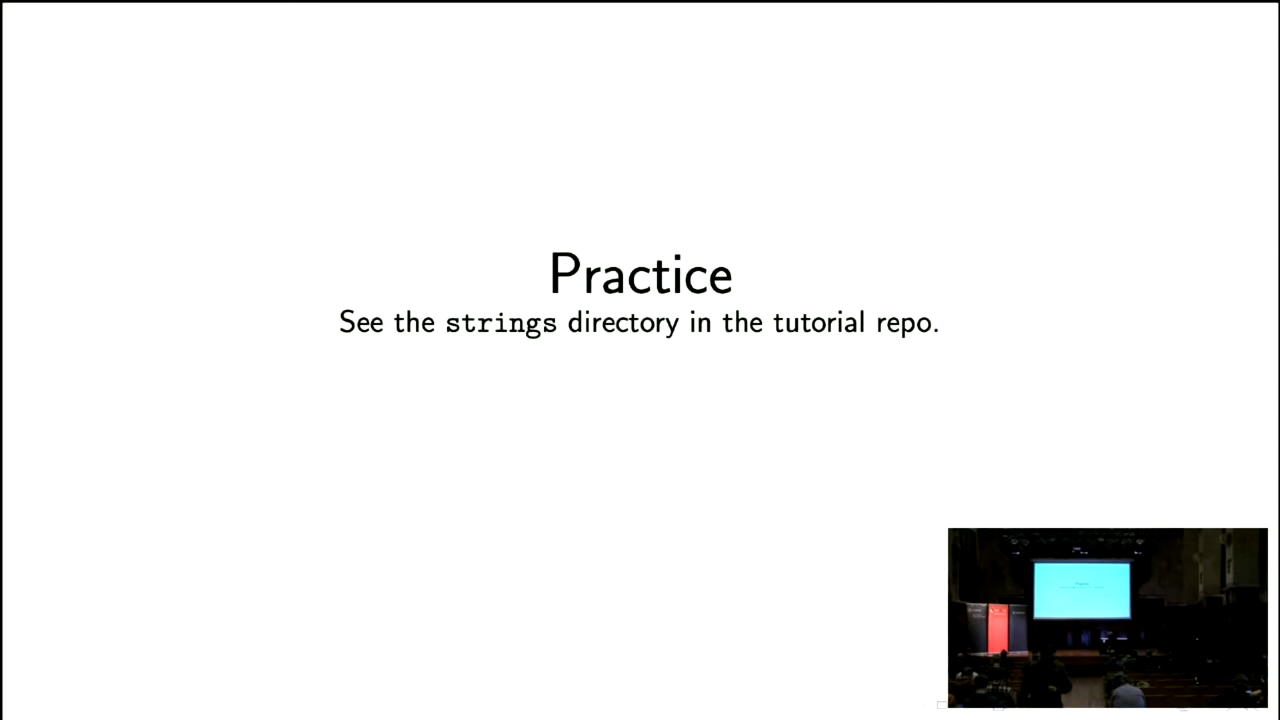 Practice
See the strings directory in the tutorial repo.